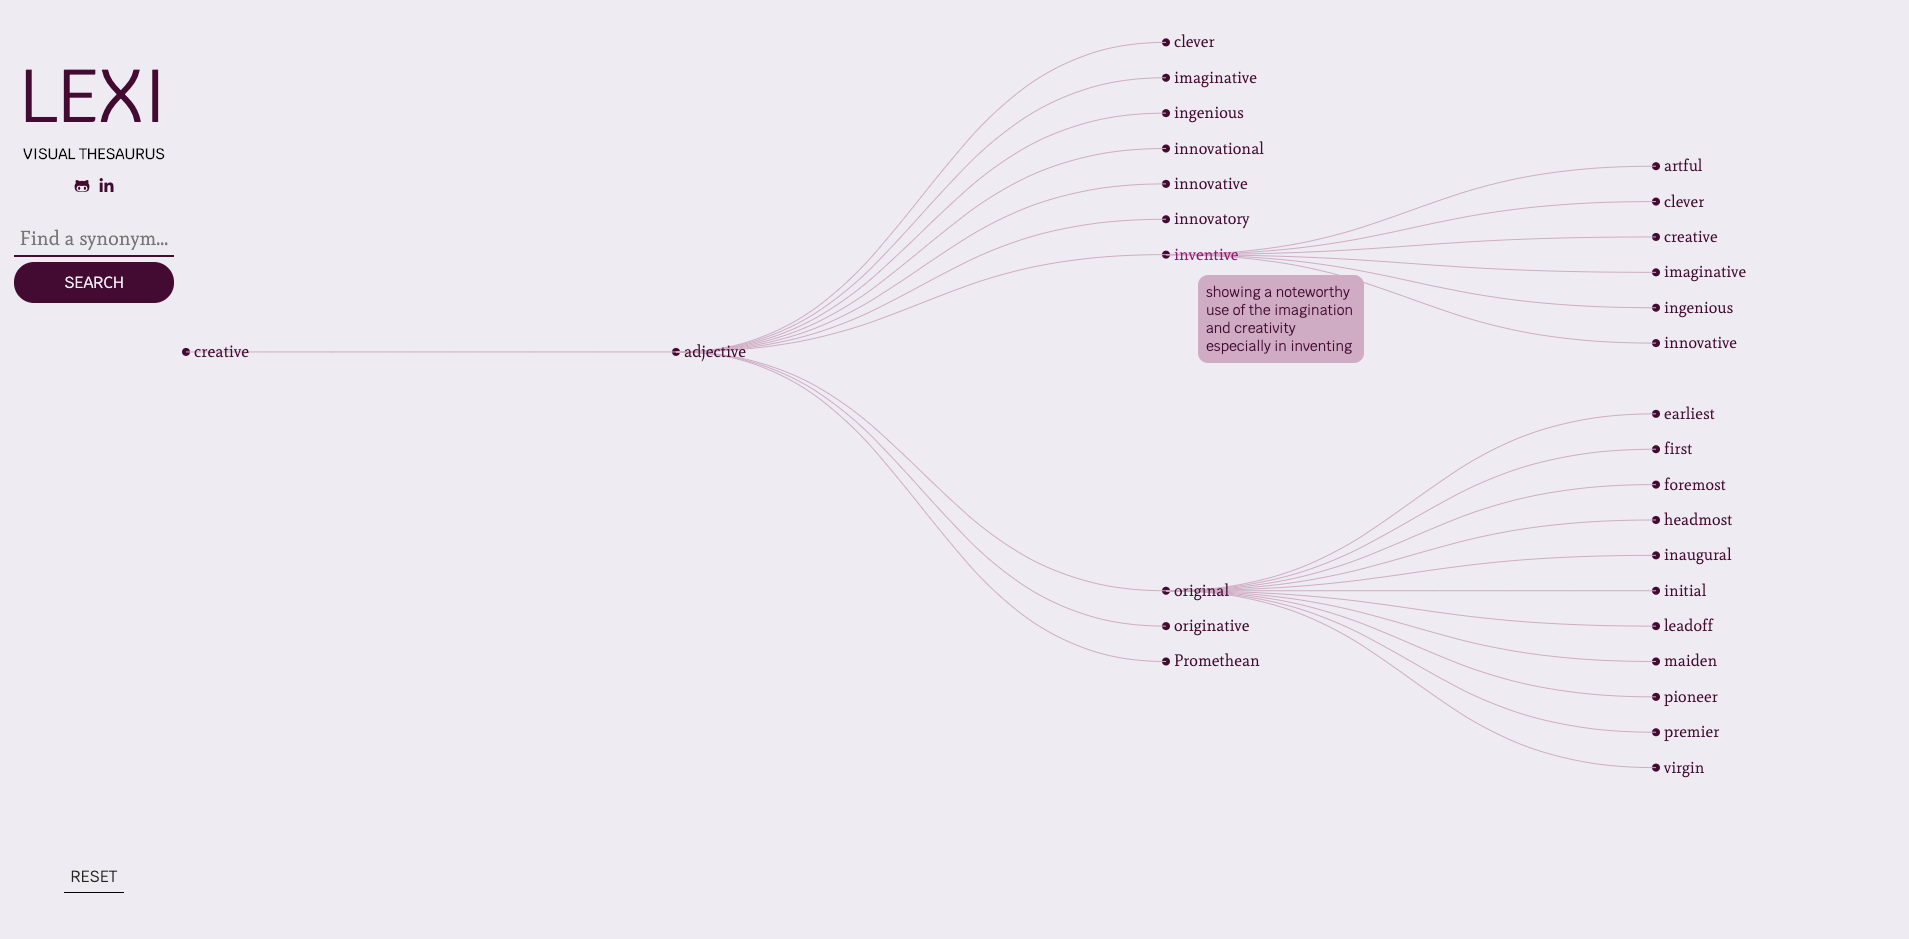 LEXI
VISUAL THESAURUS
Find a synonym...
SEARCH
creative
adjective
clever
imaginative
ingenious
innovational
innovative
innovatory
inventive
showing a noteworthy
use of the imagination
and creativity
especially in inventing
original
originative
Promethean
artful
clever
creative
imaginative
ingenious
innovative
earliest
first
foremost
headmost
inaugural
initial
leadoff
maiden
pioneer
premier
virgin
RESET